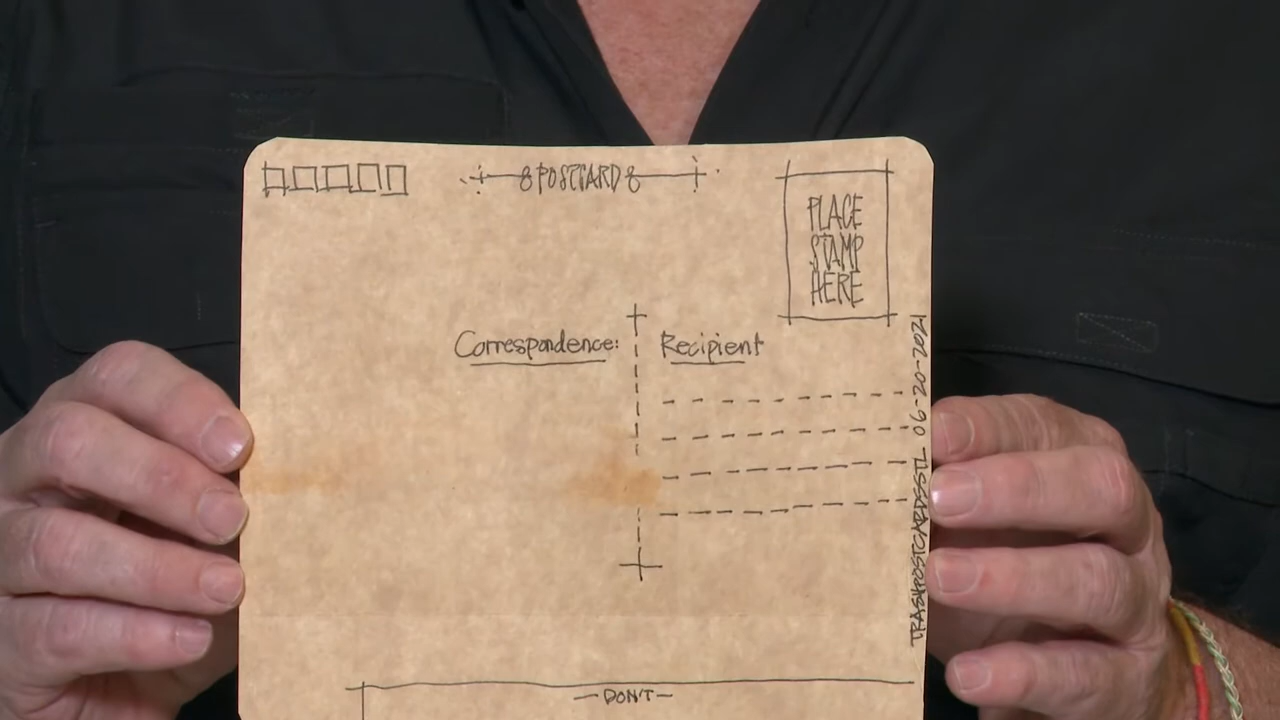 POSTCARD
PLACE
STAMP
HERE
Correspondence:
Recipient
TRASHPOSTCARDSSTL 06-20-2021
—DON'T—